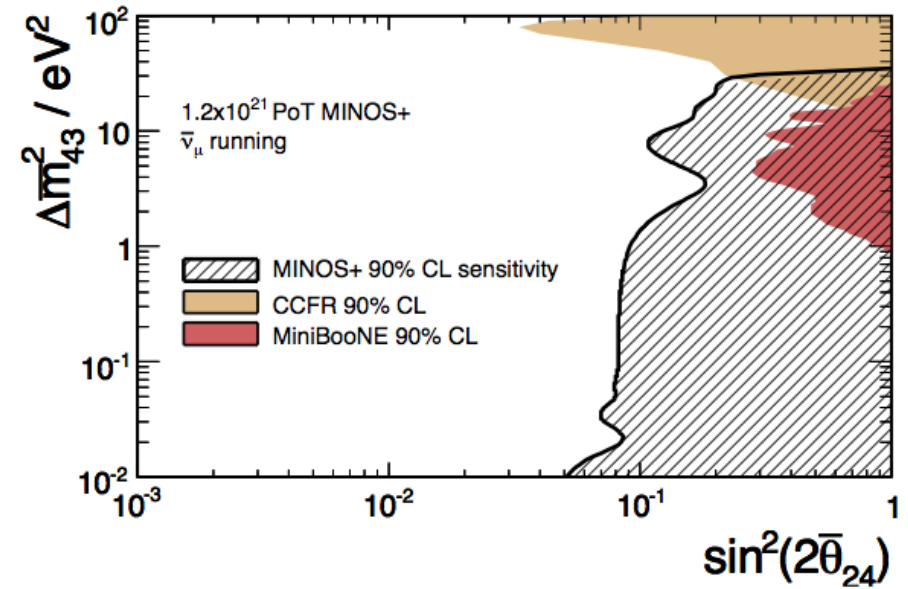 Δm̅²₄₃ / eV²
10²
10
1
10⁻¹
10⁻²
1.2x10²¹ PoT MINOS+
ν̅μ running
MINOS+ 90% CL sensitivity
CCFR 90% CL
MiniBooNE 90% CL
10⁻³ 10⁻² 10⁻¹ 1
sin²(2θ̅₂₄)